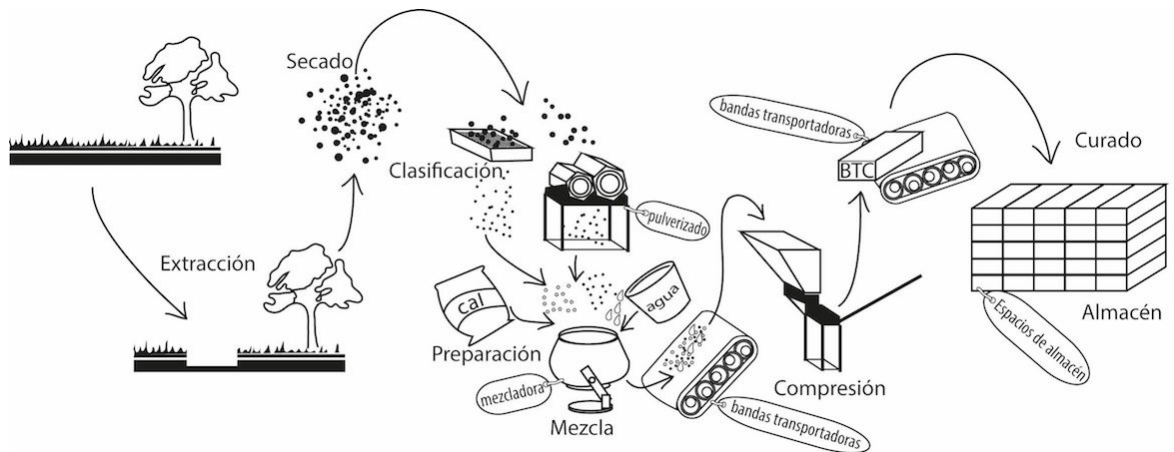 Extracción
Secado
Clasificación
pulverizado
cal
agua
Preparación
mezcladora
Mezcla
bandas transportadoras
Compresión
bandas transportadoras
BTC
Curado
Almacén
Espacios de almacén